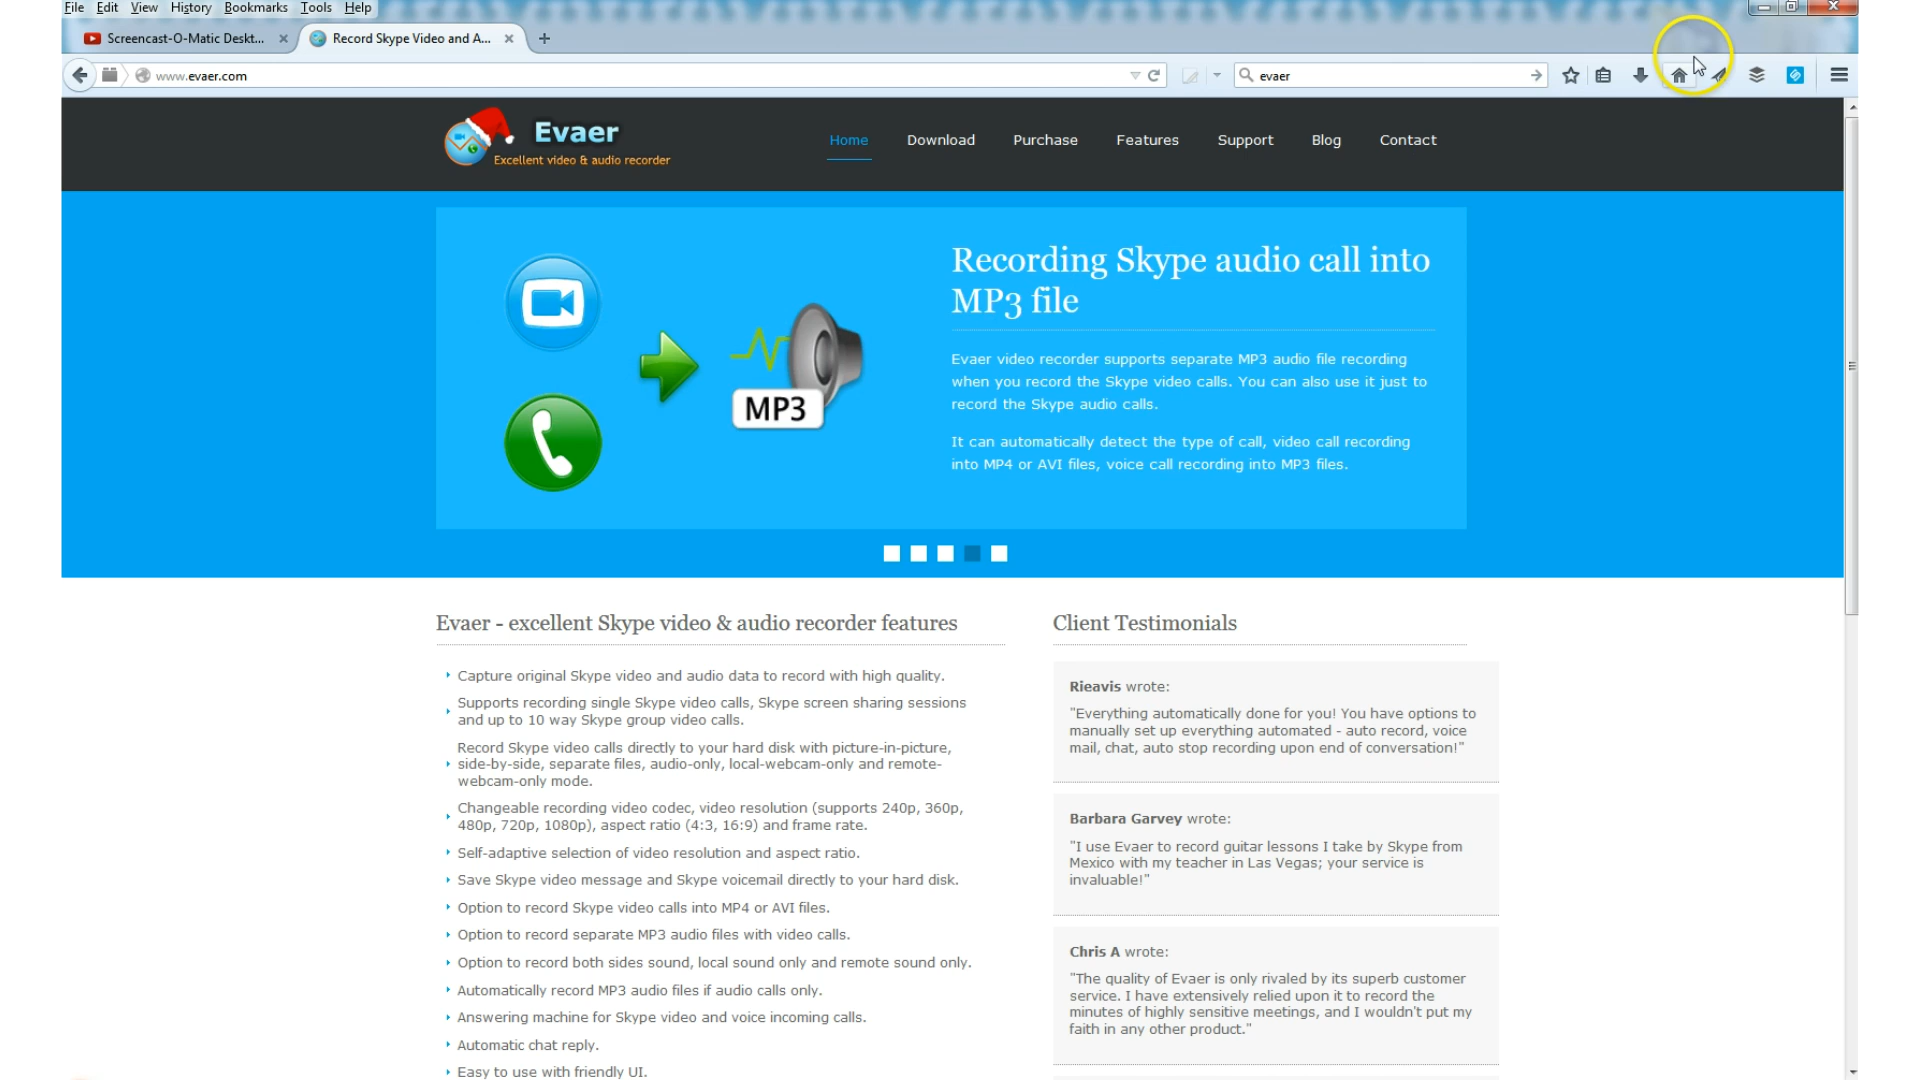 File Edit View History Bookmarks Tools Help
Screencast-O-Matic Deskt...
Record Skype Video and A...
www.evaer.com
evaer
Evaer
Excellent video & audio recorder
Home Download Purchase Features Support Blog Contact
Recording Skype audio call into
MP3 file
Evaer video recorder supports separate MP3 audio file recording
when you record the Skype video calls. You can also use it just to
record the Skype audio calls.
It can automatically detect the type of call, video call recording
into MP4 or AVI files, voice call recording into MP3 files.
MP3
Evaer - excellent Skype video & audio recorder features
Capture original Skype video and audio data to record with high quality.
Supports recording single Skype video calls, Skype screen sharing sessions
and up to 10 way Skype group video calls.
Record Skype video calls directly to your hard disk with picture-in-picture,
side-by-side, separate files, audio-only, local-webcam-only and remote-
webcam-only mode.
Changeable recording video codec, video resolution (supports 240p, 360p,
480p, 720p, 1080p), aspect ratio (4:3, 16:9) and frame rate.
Self-adaptive selection of video resolution and aspect ratio.
Save Skype video message and Skype voicemail directly to your hard disk.
Option to record Skype video calls into MP4 or AVI files.
Option to record separate MP3 audio files with video calls.
Option to record both sides sound, local sound only and remote sound only.
Automatically record MP3 audio files if audio calls only.
Answering machine for Skype video and voice incoming calls.
Automatic chat reply.
Easy to use with friendly UI.
Client Testimonials
Rieavis wrote:
"Everything automatically done for you! You have options to
manually set up everything automated - auto record, voice
mail, chat, auto stop recording upon end of conversation!"
Barbara Garvey wrote:
"I use Evaer to record guitar lessons I take by Skype from
Mexico with my teacher in Las Vegas; your service is
invaluable!"
Chris A wrote:
"The quality of Evaer is only rivaled by its superb customer
service. I have extensively relied upon it to record the
minutes of highly sensitive meetings, and I wouldn't put my
faith in any other product."